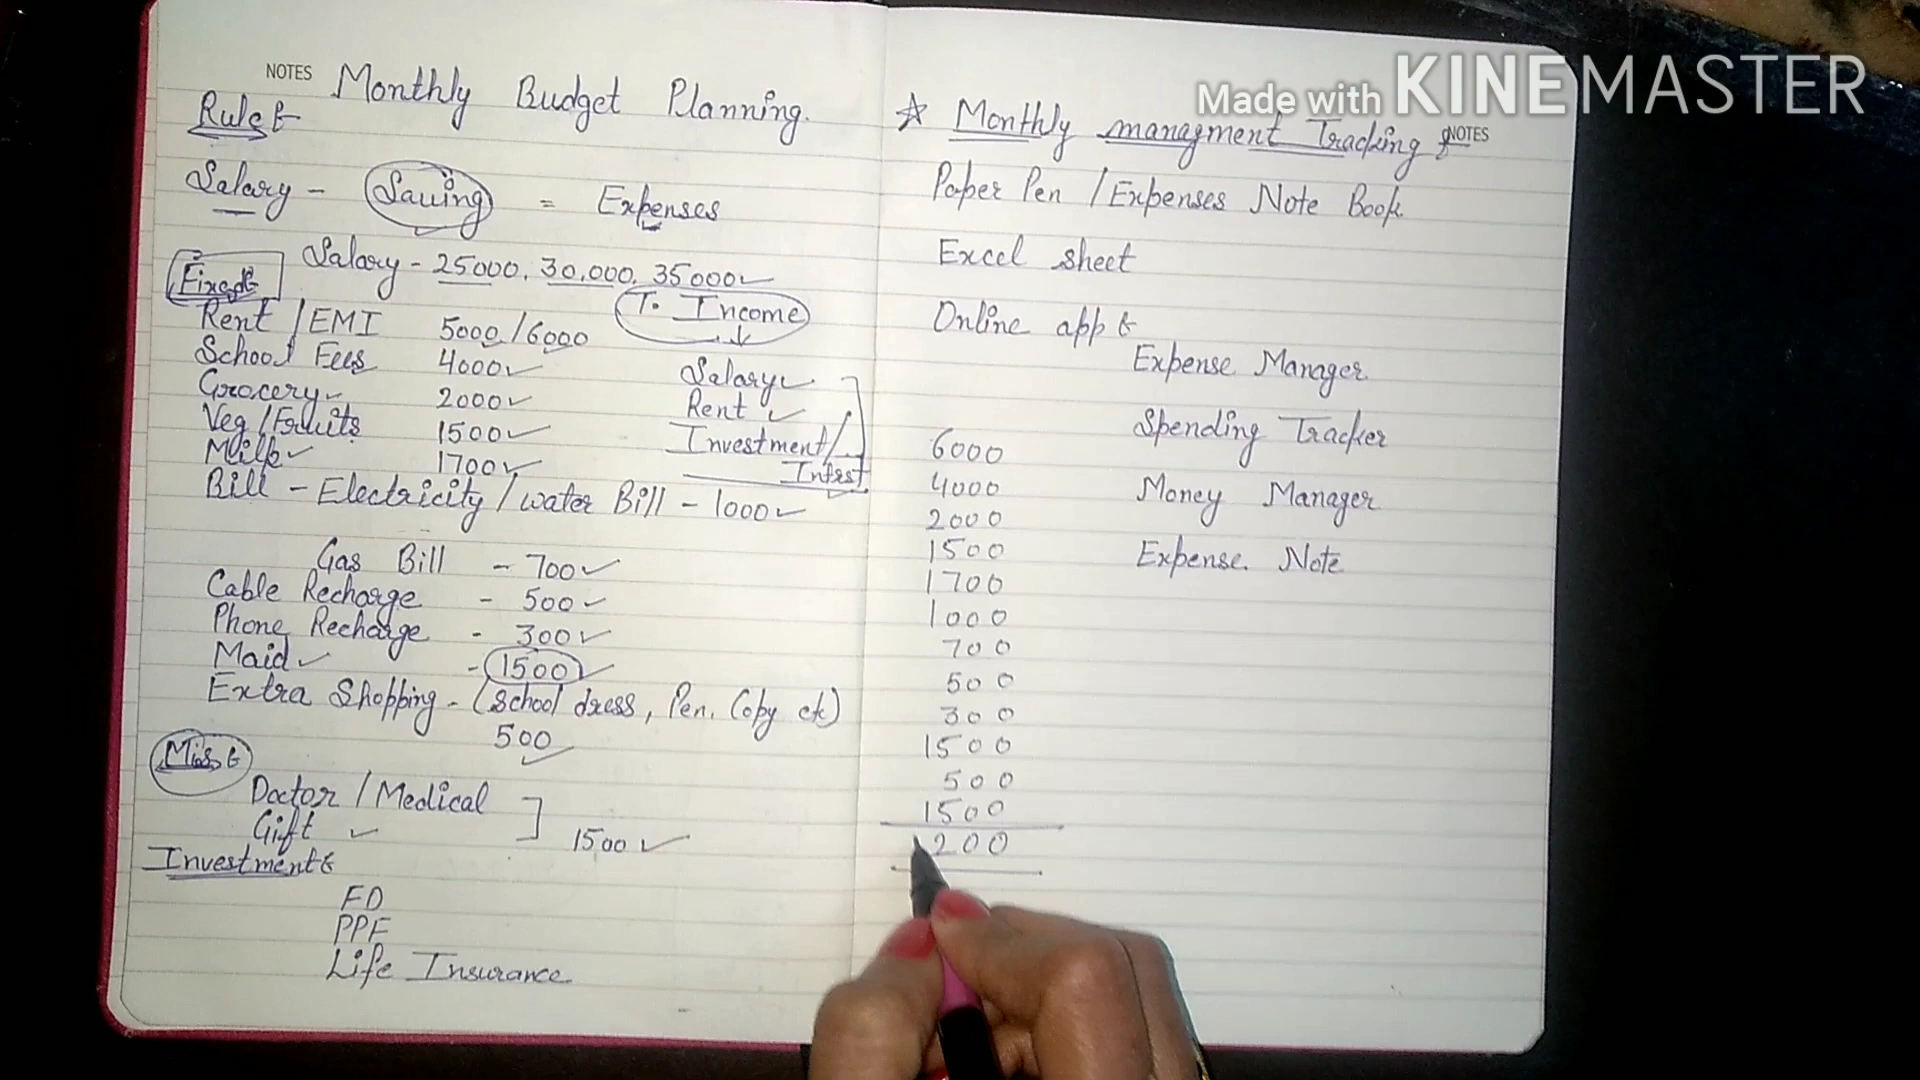 Made with KINEMASTER
NOTES Monthly Budget Planning.
Rule:-
Salary - Saving = Expenses
Salary - 25000, 30,000, 35000
Fixed:-
To Income
Rent / EMI 5000/6000
School Fees 4000
Grocery 2000
Veg / Fruits 1500
Milk 1700
Salary
Rent
Investment/
Intrst
Bill - Electricity / water Bill - 1000
Gas Bill - 700
Cable Recharge - 500
Phone Recharge - 300
Maid - 1500
Extra Shopping - (School dress, Pen, Copy etc)
500
Mis:-
Doctor / Medical
Gift
1500
Investment:-
FD
PPF
Life Insurance
NOTES
Monthly managment Tracking :-
Paper Pen / Expenses Note Book
Excel sheet
Online app :-
Expense Manager
Spending Tracker
Money Manager
Expense Note
6000
4000
2000
1500
1700
1000
700
500
300
1500
500
1500
200